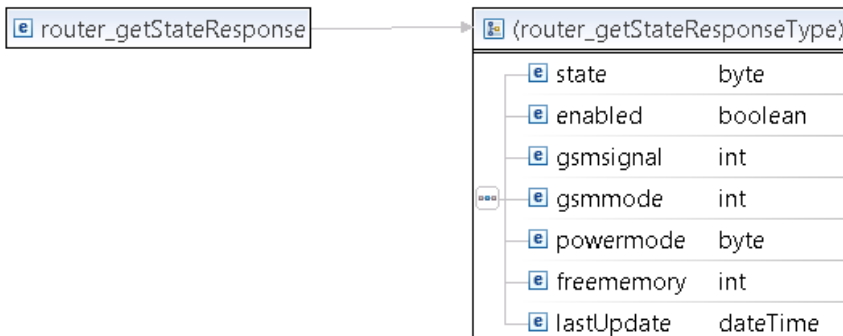 router_getStateResponse
(router_getStateResponseType)
state byte
enabled boolean
gsmsignal int
gsmmode int
powermode byte
freememory int
lastUpdate dateTime